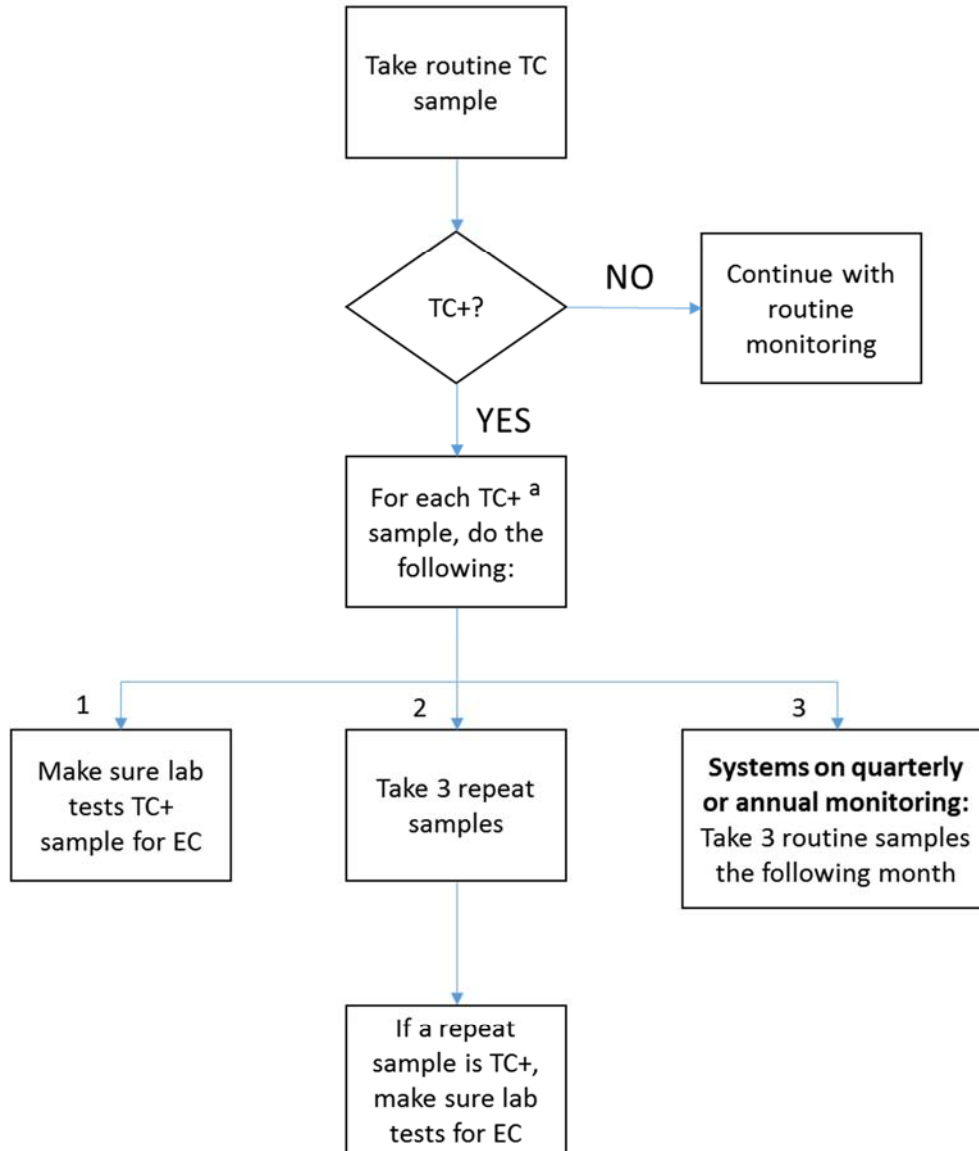 Take routine TC
sample
TC+?
NO
Continue with
routine
monitoring
YES
For each TC+ a
sample, do the
following:
1
Make sure lab
tests TC+
sample for EC
2
Take 3 repeat
samples
3
Systems on quarterly
or annual monitoring:
Take 3 routine samples
the following month
If a repeat
sample is TC+,
make sure lab
tests for EC